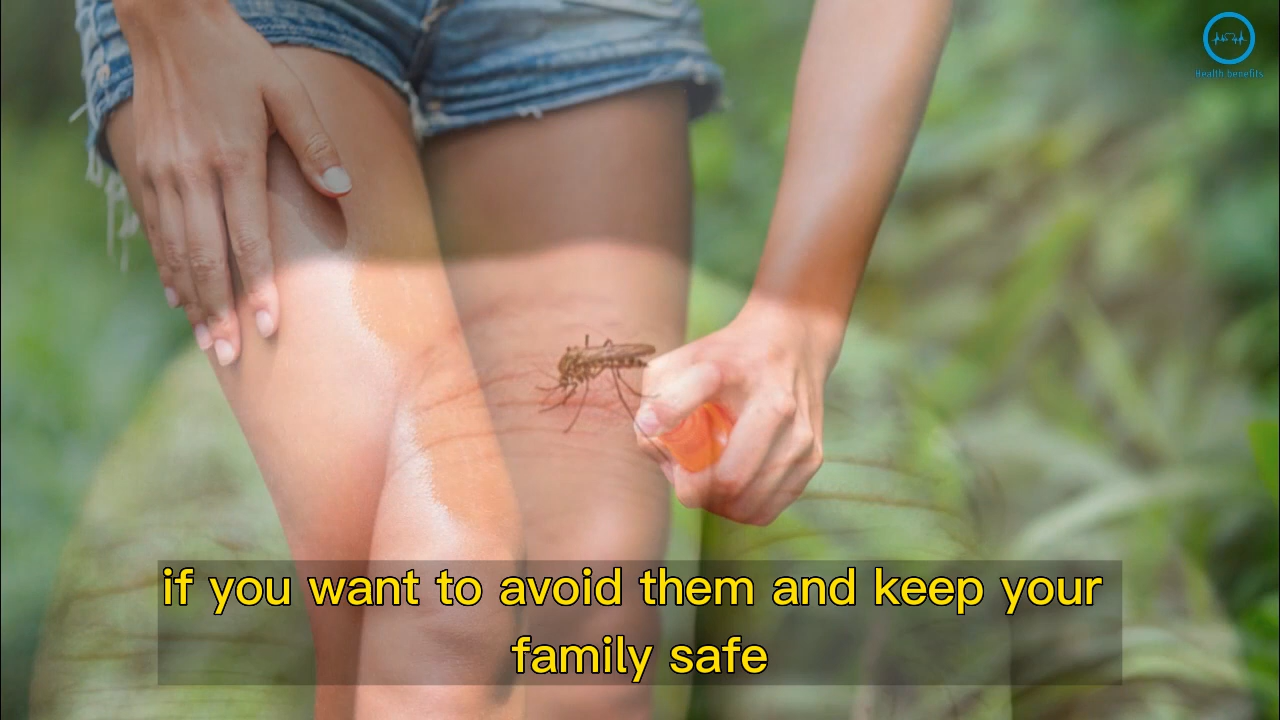 Health benefits
if you want to avoid them and keep your
family safe